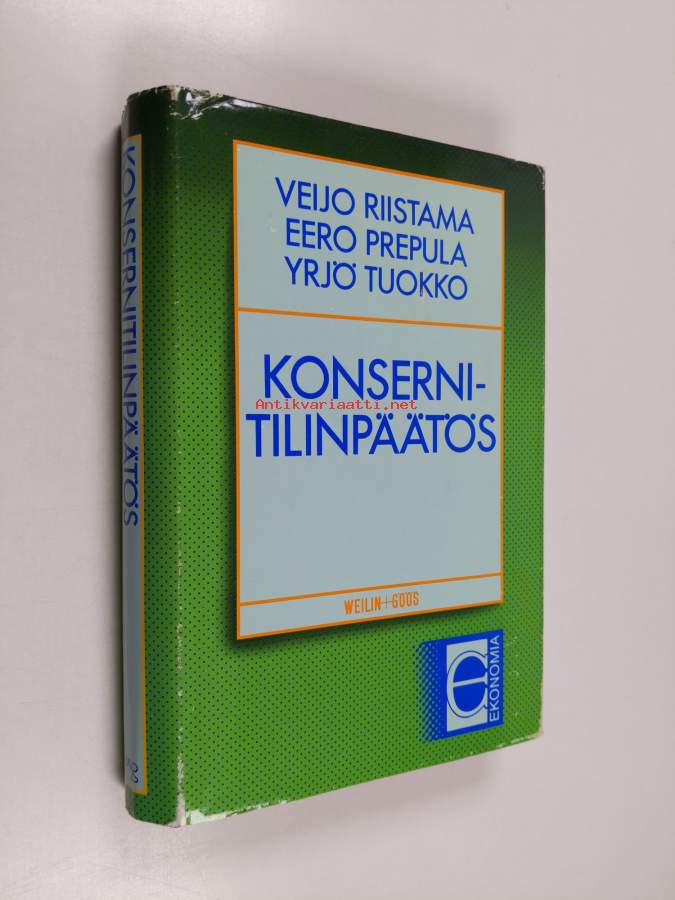 KONSERNITILINPÄÄTÖS
VEIJO RIISTAMA
EERO PREPULA
YRJÖ TUOKKO
KONSERNI-
TILINPÄÄTÖS
Antikvariaatti.net
WEILIN+GÖÖS
EKONOMIA